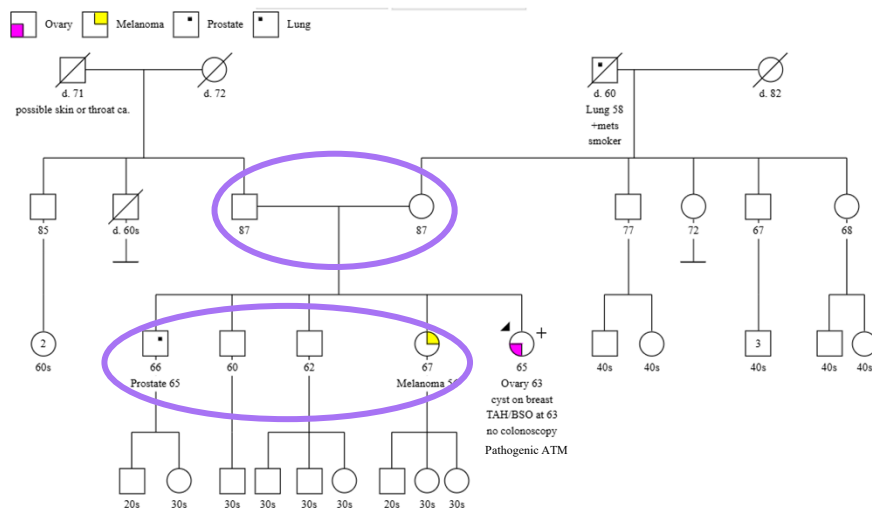 Ovary Melanoma Prostate Lung
d. 71 d. 72 d. 60 d. 82
possible skin or throat ca. Lung 58
+mets
smoker
85 d. 60s 87 87 77 72 67 68
2 3
60s 66 60 62 67 65 40s 40s 40s 40s 40s
+
Prostate 65 Melanoma Ovary 63
cyst on breast
TAH/BSO at 63
no colonoscopy
Pathogenic ATM
20s 30s 30s 30s 30s 30s 20s 30s 30s